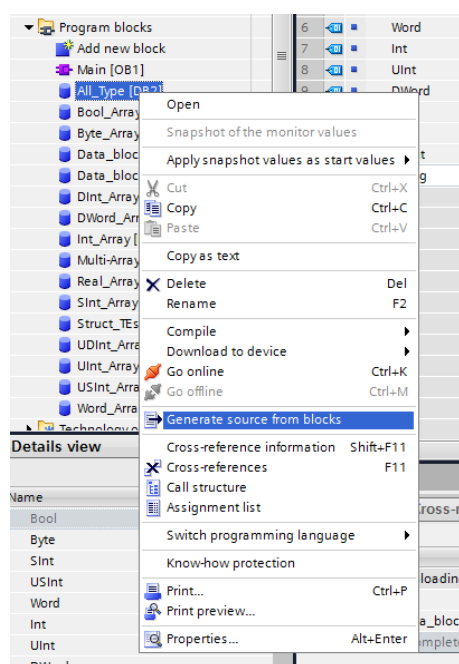 Program blocks
6 Word
Add new block
7 Int
Main [OB1]
8 UInt
All_Type [DB2]
9 DWord
Bool_Array
Open
Byte_Array
Snapshot of the monitor values
Data_bloc
Apply snapshot values as start values
t
Data_bloc
g
Cut Ctrl+X
DInt_Array
Copy Ctrl+C
DWord_Arr
Paste Ctrl+V
Int_Array [
Multi-Array
Copy as text
Real_Array
Delete Del
SInt_Array
Rename F2
Struct_TEs
Compile
UDInt_Arra
Download to device
UInt_Array
Go online Ctrl+K
USInt_Arra
Go offline Ctrl+M
Word_Arra
Generate source from blocks
Technology o
Details view
Cross-reference information Shift+F11
Cross-references F11
Call structure
Name
Assignment list
Cross-r
Bool
Byte
Switch programming language
SInt
Know-how protection
USInt
loadin
Print... Ctrl+P
Word
Print preview...
Int
a_bloc
UInt
Properties... Alt+Enter
mplet
DWord